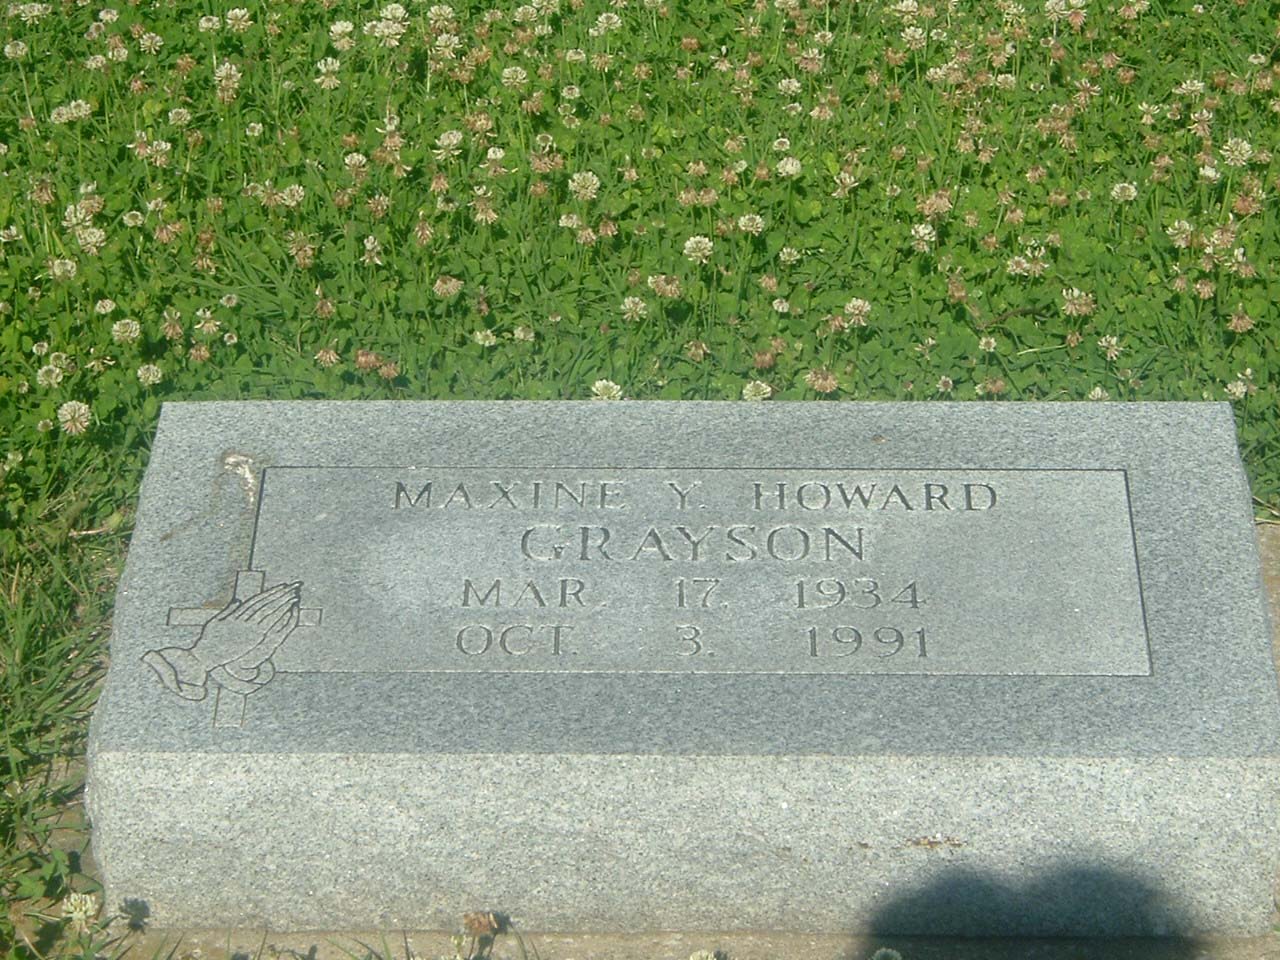 MAXINE Y. HOWARD
GRAYSON
MAR. 17. 1934
OCT. 3. 1991